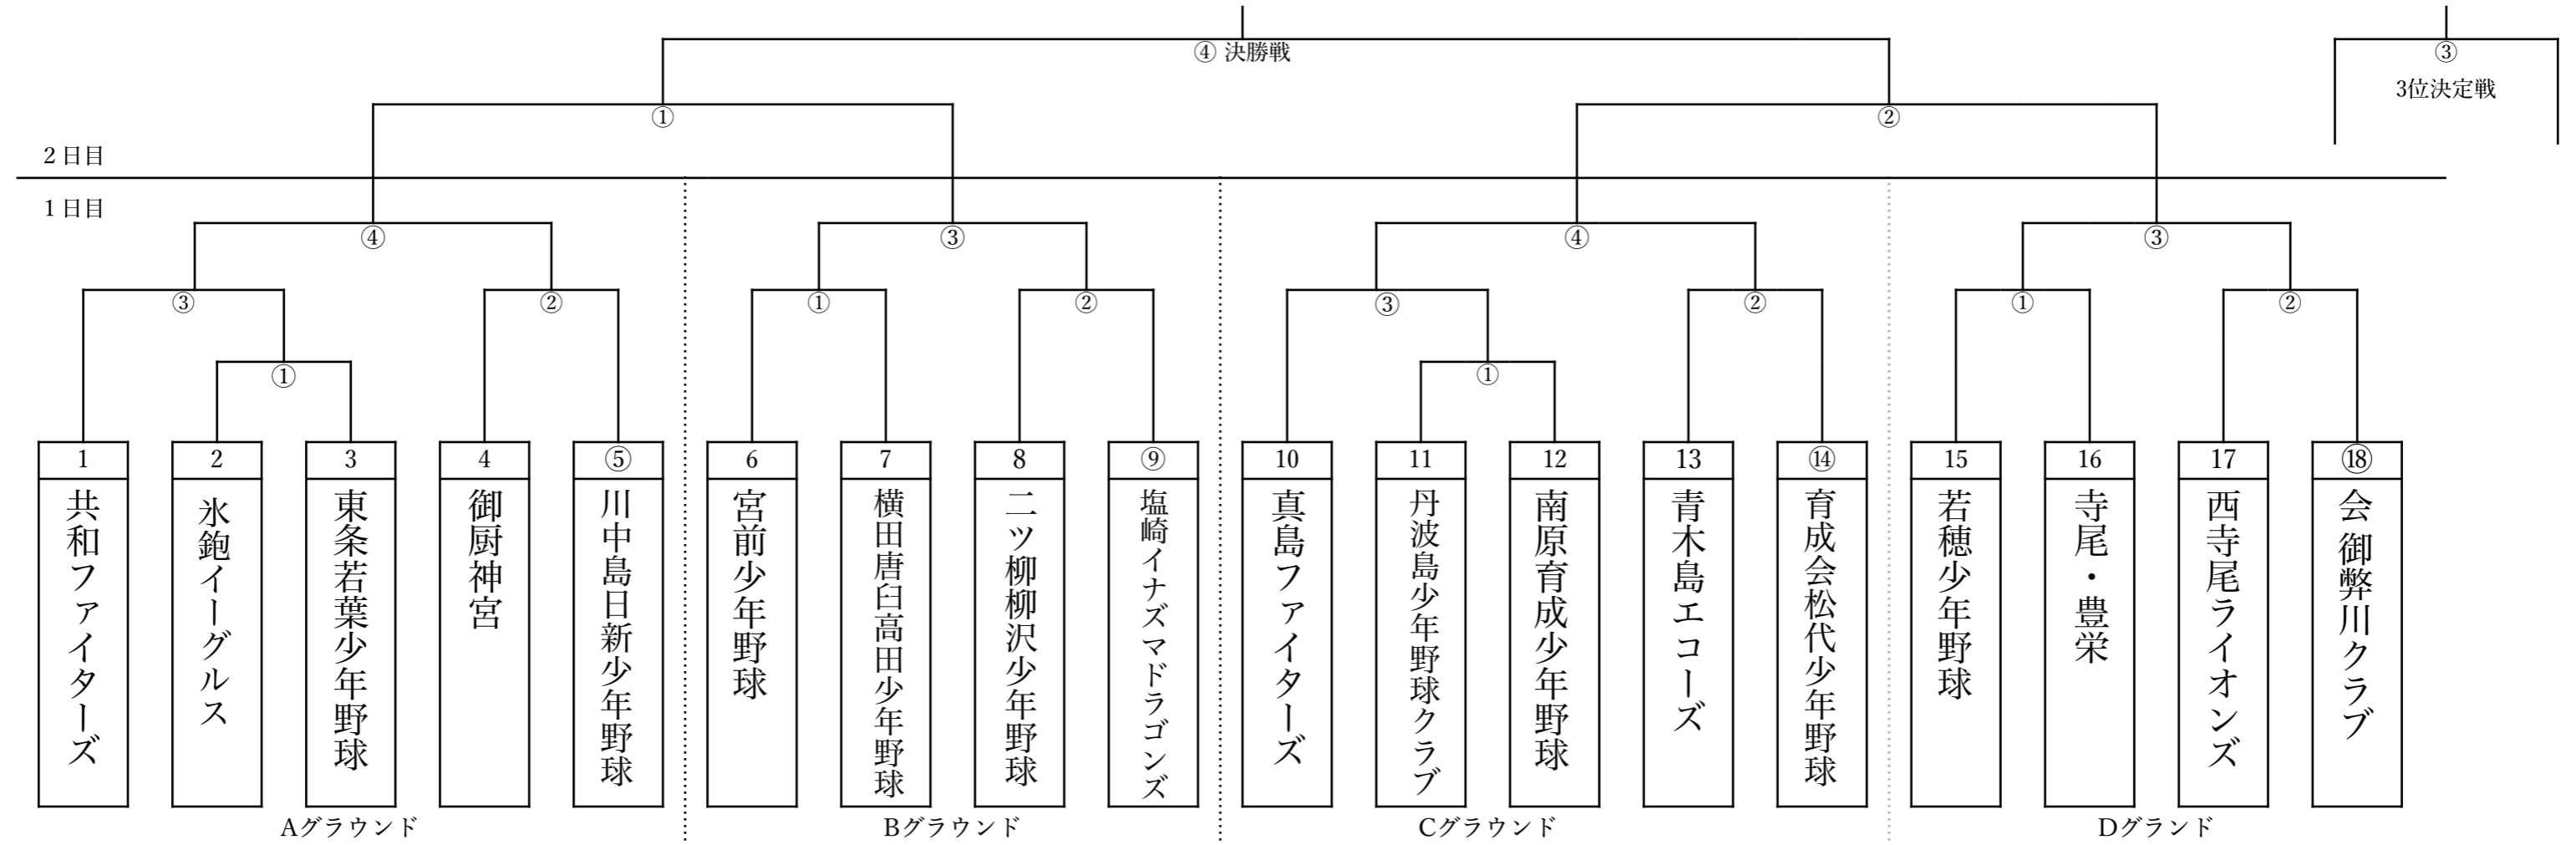 ④ 決勝戦
③
3位決定戦
①
②
２日目
１日目
④
③
④
③
③
②
①
②
③
②
①
②
①
①
1
共和ファイターズ
2
氷鉋イーグルス
3
東条若葉少年野球
4
御厨神宮
⑤
川中島日新少年野球
6
宮前少年野球
7
横田唐臼高田少年野球
8
二ツ柳柳沢少年野球
⑨
塩崎イナズマドラゴンズ
10
真島ファイターズ
11
丹波島少年野球クラブ
12
南原育成少年野球
13
青木島エコーズ
⑭
育成会松代少年野球
15
若穂少年野球
16
寺尾・豊栄
17
西寺尾ライオンズ
⑱
会 御弊川クラブ
Aグラウンド
Bグラウンド
Cグラウンド
Dグランド